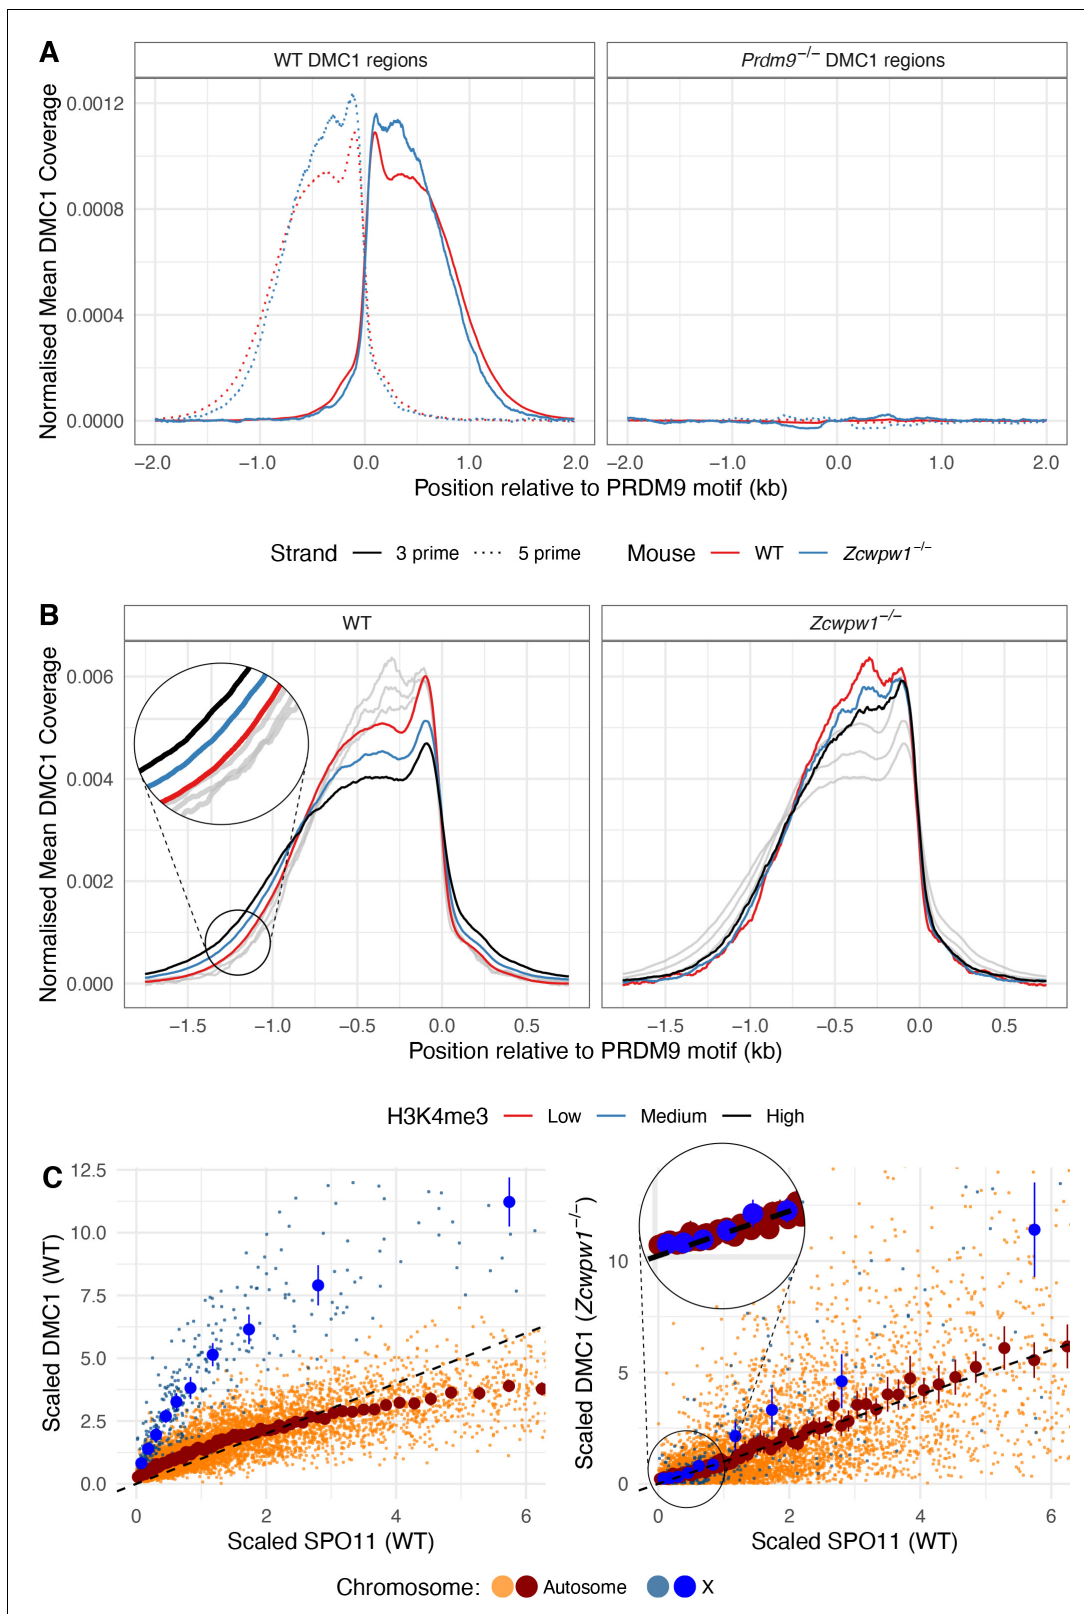 A
WT DMC1 regions
Prdm9−/− DMC1 regions
Normalised Mean DMC1 Coverage
0.0012
0.0008
0.0004
0.0000
−2.0 −1.0 0.0 1.0 2.0
−2.0 −1.0 0.0 1.0 2.0
Position relative to PRDM9 motif (kb)
Strand 3 prime 5 prime Mouse WT Zcwpw1−/−
B
WT
Zcwpw1−/−
Normalised Mean DMC1 Coverage
0.006
0.004
0.002
0.000
−1.5 −1.0 −0.5 0.0 0.5
−1.5 −1.0 −0.5 0.0 0.5
Position relative to PRDM9 motif (kb)
H3K4me3 Low Medium High
C
Scaled DMC1 (WT)
12.5
10.0
7.5
5.0
2.5
0.0
0 2 4 6
Scaled SPO11 (WT)
Scaled DMC1 (Zcwpw1−/−)
10
5
0
0 2 4 6
Scaled SPO11 (WT)
Chromosome: Autosome X